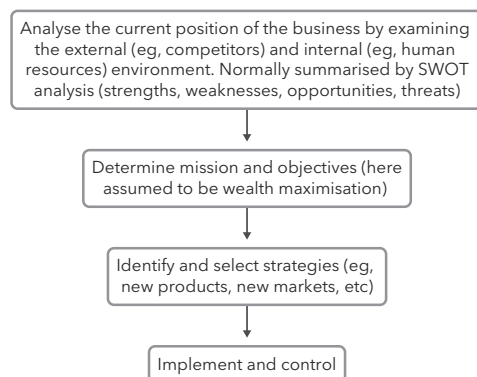 Analyse the current position of the business by examining
the external (eg, competitors) and internal (eg, human
resources) environment. Normally summarised by SWOT
analysis (strengths, weaknesses, opportunities, threats)
Determine mission and objectives (here
assumed to be wealth maximisation)
Identify and select strategies (eg,
new products, new markets, etc)
Implement and control